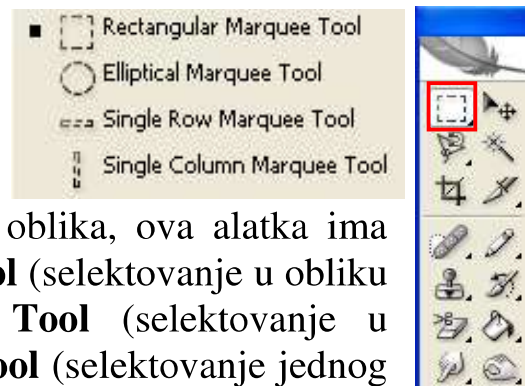 Rectangular Marquee Tool
Elliptical Marquee Tool
Single Row Marquee Tool
Single Column Marquee Tool
oblika, ova alatka ima
ol (selektovanje u obliku
Tool (selektovanje u
ool (selektovanje jednog